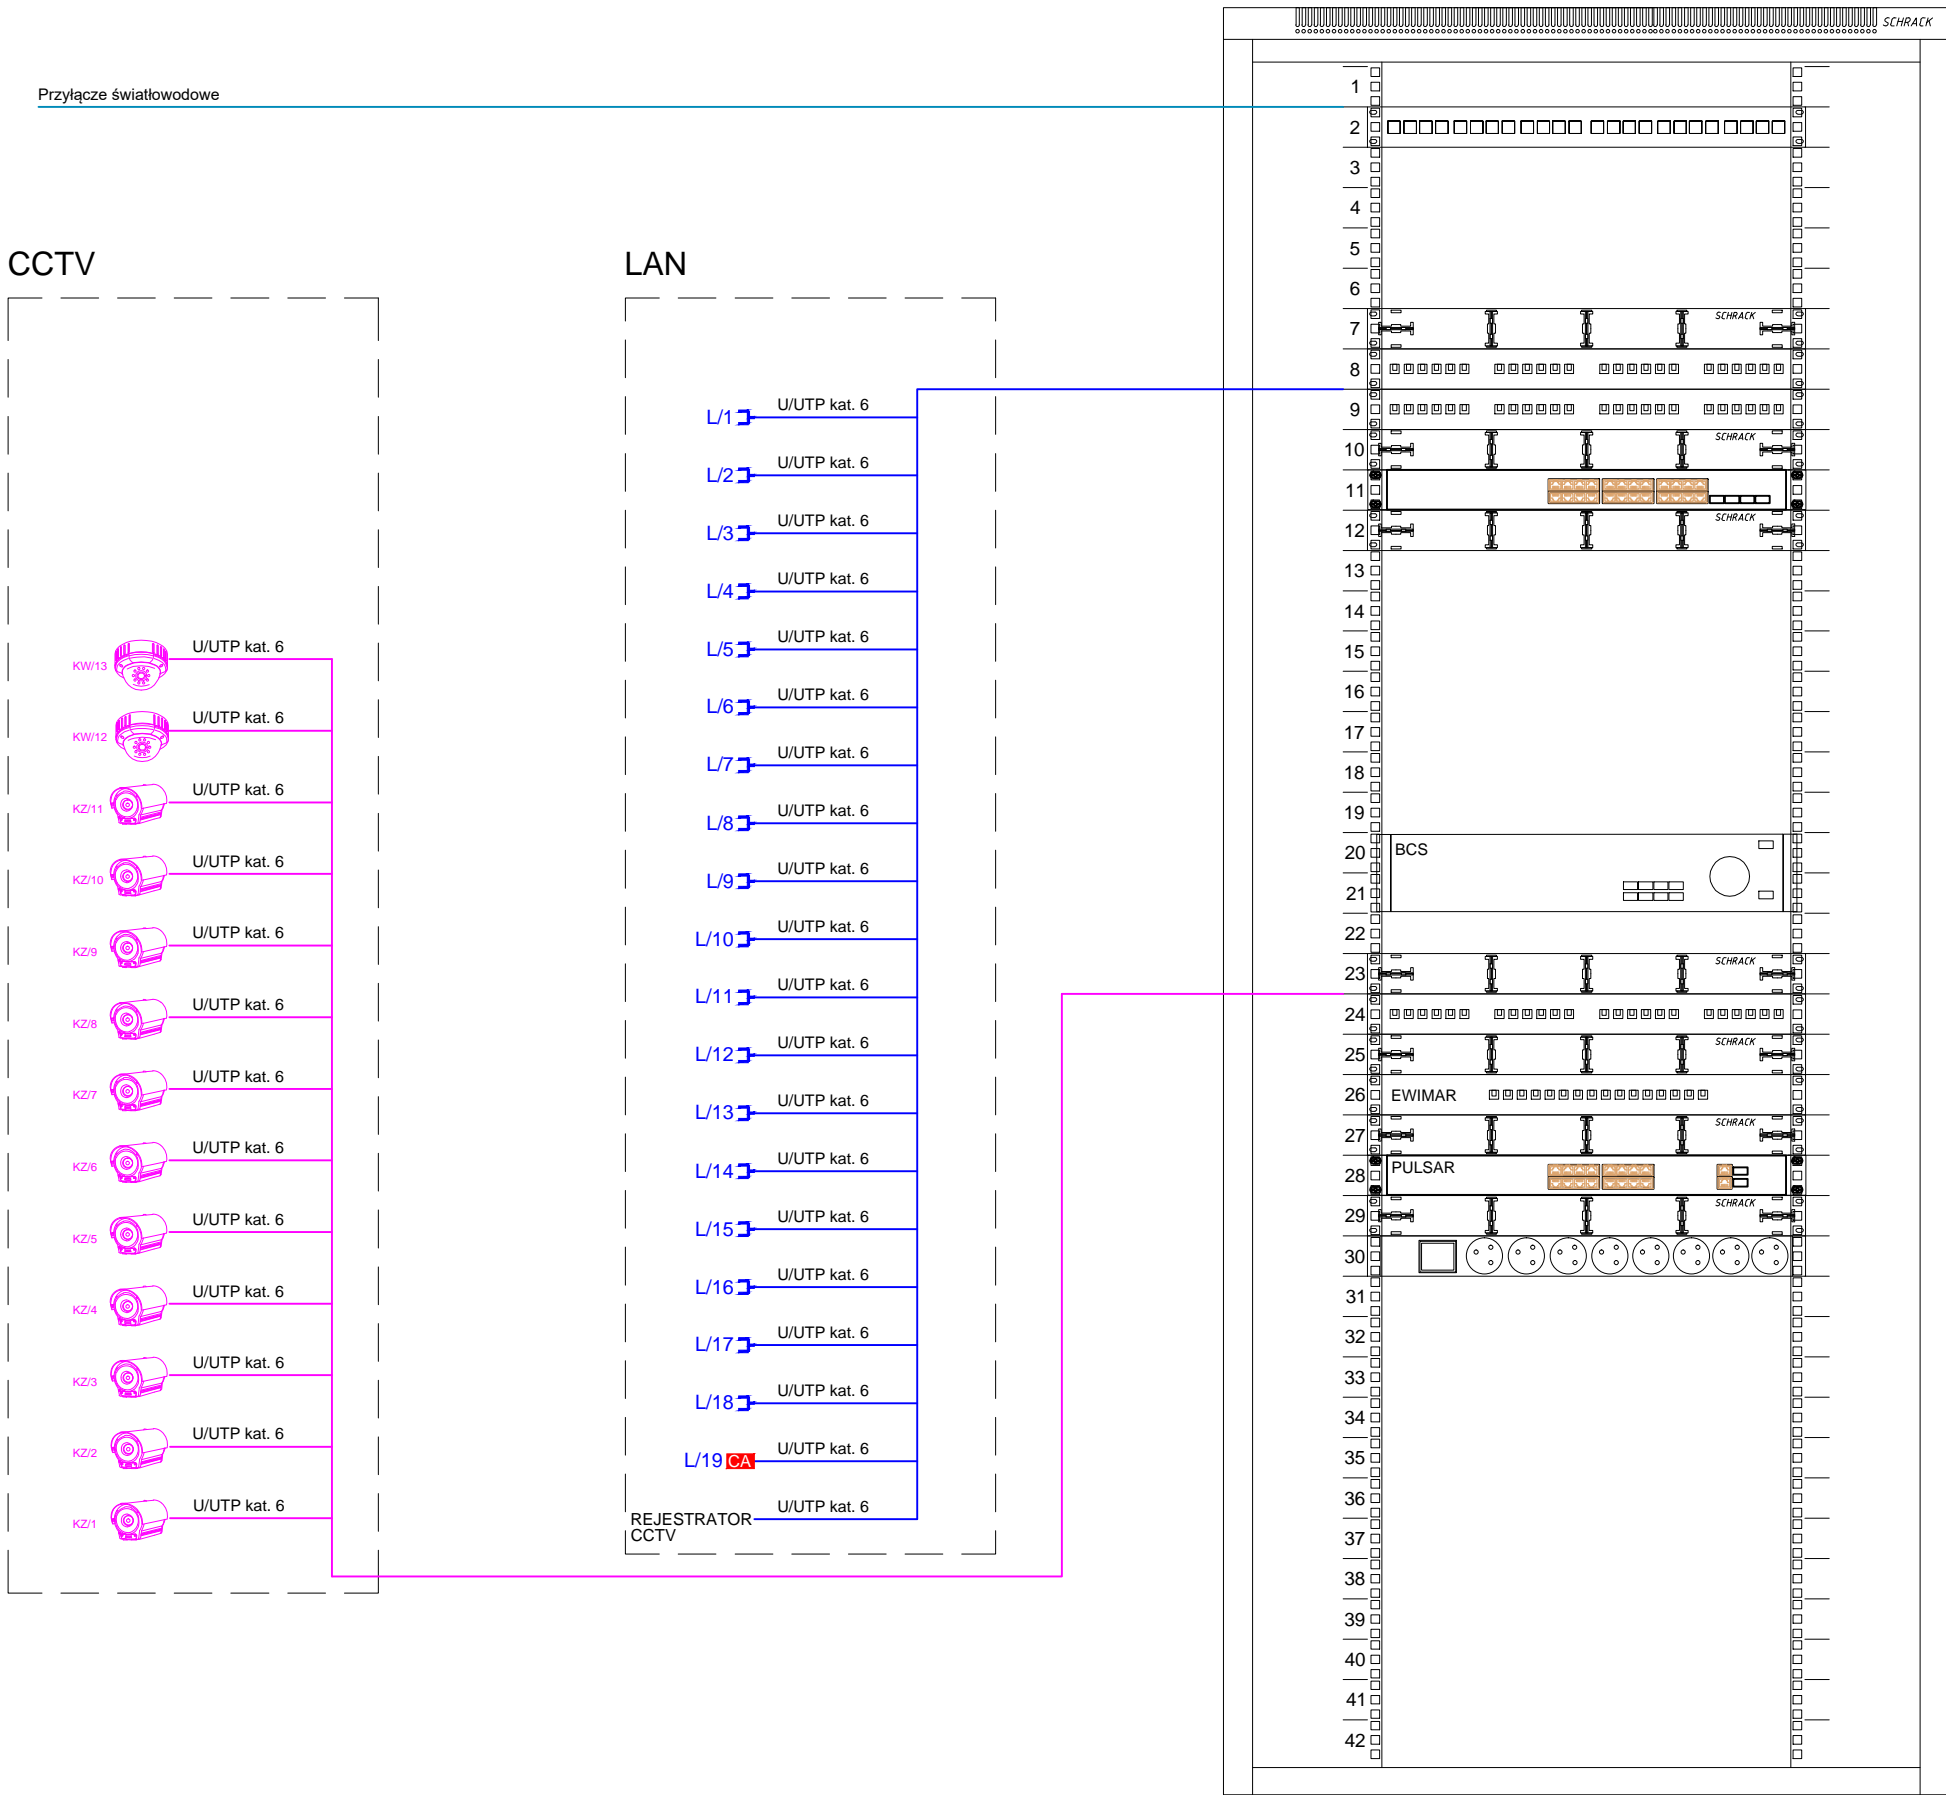 SCHRACK
Przyłącze światłowodowe
CCTV
KW/13 U/UTP kat. 6
KW/12 U/UTP kat. 6
KZ/11 U/UTP kat. 6
KZ/10 U/UTP kat. 6
KZ/9 U/UTP kat. 6
KZ/8 U/UTP kat. 6
KZ/7 U/UTP kat. 6
KZ/6 U/UTP kat. 6
KZ/5 U/UTP kat. 6
KZ/4 U/UTP kat. 6
KZ/3 U/UTP kat. 6
KZ/2 U/UTP kat. 6
KZ/1 U/UTP kat. 6
LAN
L/1 U/UTP kat. 6
L/2 U/UTP kat. 6
L/3 U/UTP kat. 6
L/4 U/UTP kat. 6
L/5 U/UTP kat. 6
L/6 U/UTP kat. 6
L/7 U/UTP kat. 6
L/8 U/UTP kat. 6
L/9 U/UTP kat. 6
L/10 U/UTP kat. 6
L/11 U/UTP kat. 6
L/12 U/UTP kat. 6
L/13 U/UTP kat. 6
L/14 U/UTP kat. 6
L/15 U/UTP kat. 6
L/16 U/UTP kat. 6
L/17 U/UTP kat. 6
L/18 U/UTP kat. 6
L/19 CA U/UTP kat. 6
REJESTRATOR U/UTP kat. 6
CCTV
1
2
3
4
5
6
7 SCHRACK
8
9
10 SCHRACK
11
12 SCHRACK
13
14
15
16
17
18
19
20 BCS
21
22
23 SCHRACK
24
25 SCHRACK
26 EWIMAR
27 SCHRACK
28 PULSAR
29 SCHRACK
30
31
32
33
34
35
36
37
38
39
40
41
42